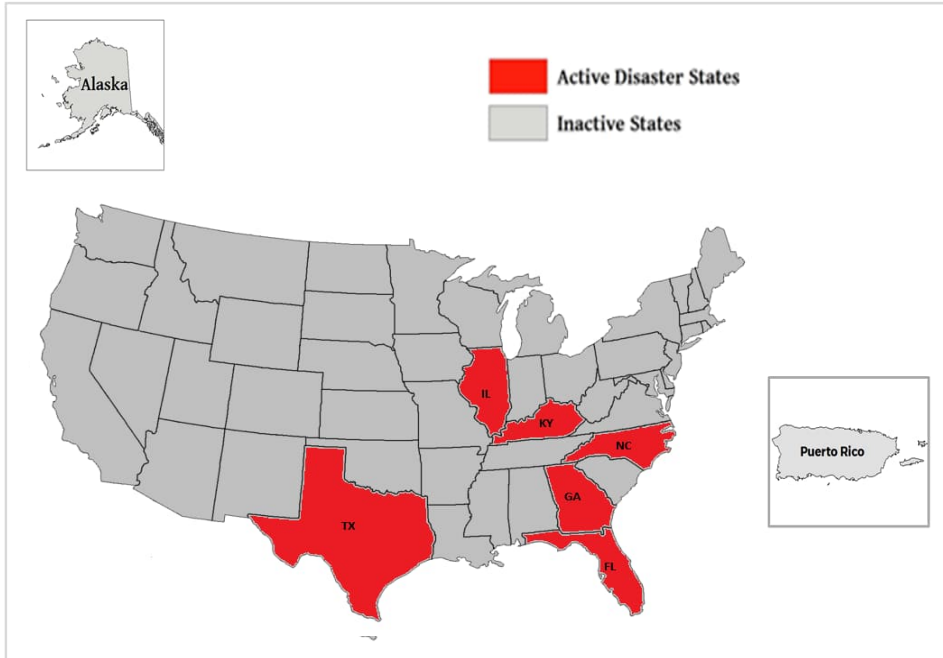 Alaska
Active Disaster States
Inactive States
IL
KY
NC
GA
TX
FL
Puerto Rico